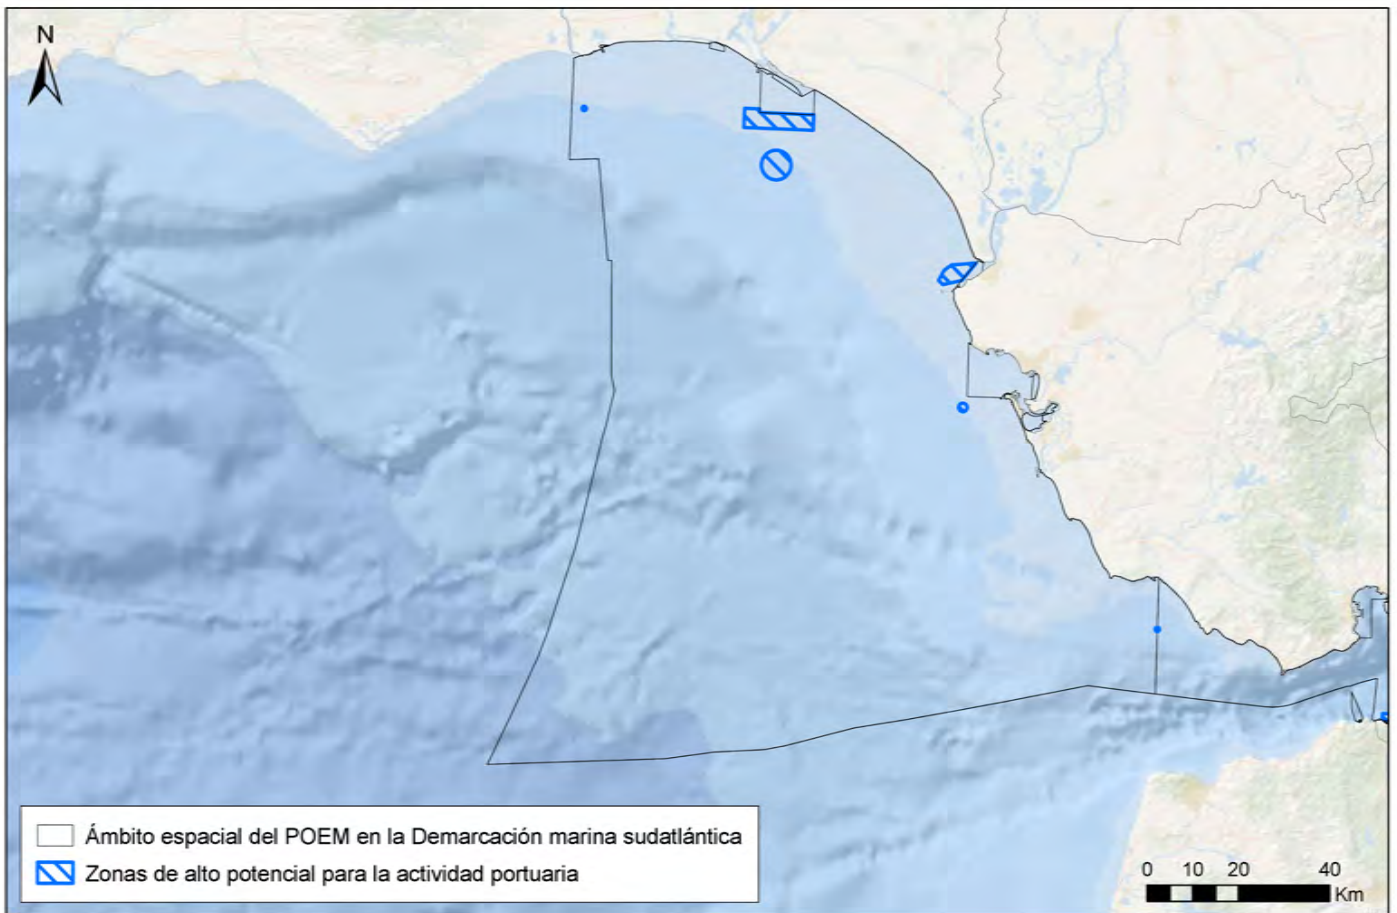 N
Ámbito espacial del POEM en la Demarcación marina sudatlántica
Zonas de alto potencial para la actividad portuaria
0 10 20 40
Km